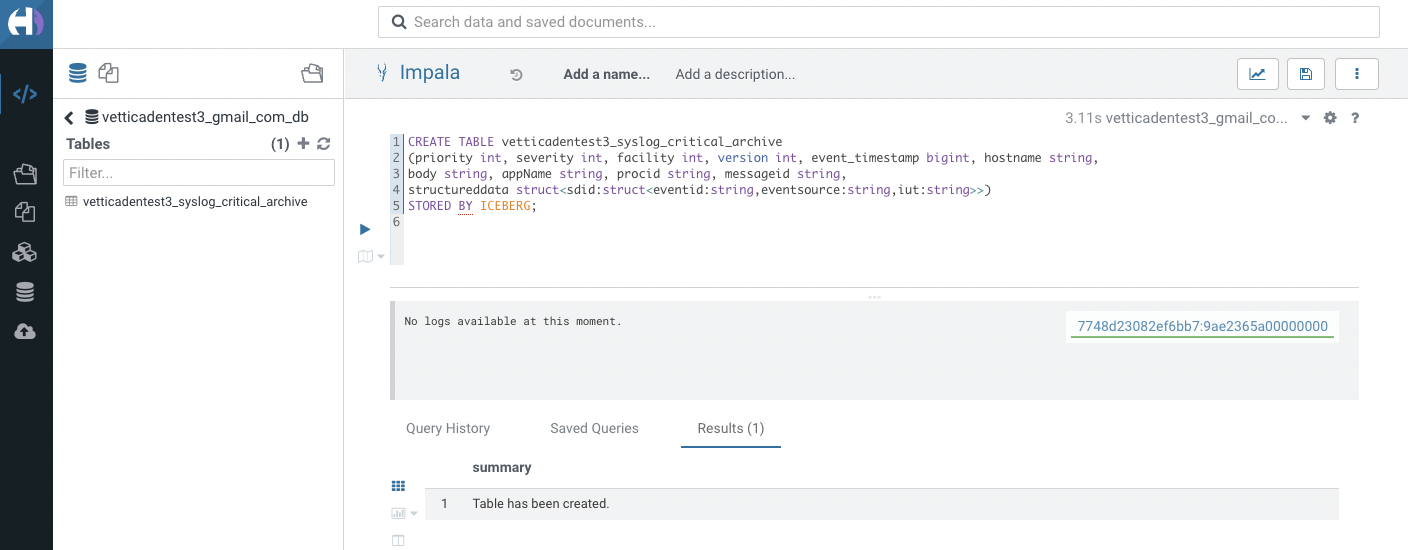 Search data and saved documents...
Impala
Add a name...
Add a description...
vetticadentest3_gmail_com_db
Tables
(1)
Filter...
vetticadentest3_syslog_critical_archive
3.11s vetticadentest3_gmail_co...
?
1 CREATE TABLE vetticadentest3_syslog_critical_archive
2 (priority int, severity int, facility int, version int, event_timestamp bigint, hostname string,
3 body string, appName string, procid string, messageid string,
4 structureddata struct<sdid:struct<eventid:string,eventsource:string,iut:string>>)
5 STORED BY ICEBERG;
6
No logs available at this moment.
7748d23082ef6bb7:9ae2365a00000000
Query History
Saved Queries
Results (1)
summary
1 Table has been created.